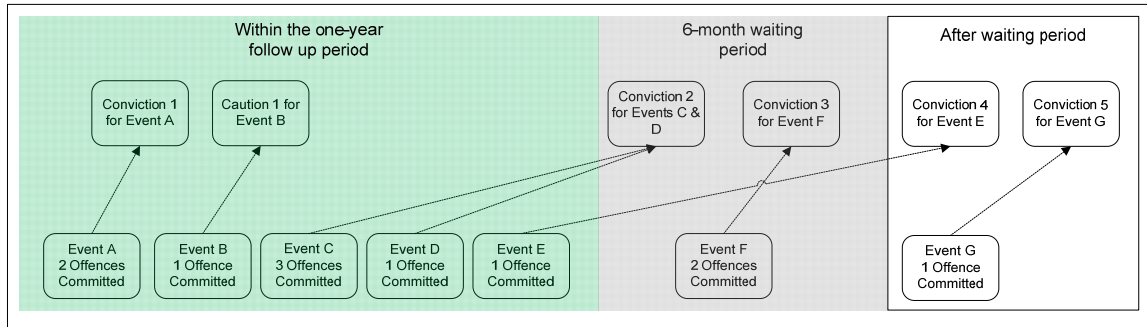 Within the one-year
follow up period
6-month waiting
period
After waiting period
Conviction 1
for Event A
Caution 1 for
Event B
Conviction 2
for Events C &
D
Conviction 3
for Event F
Conviction 4
for Event E
Conviction 5
for Event G
Event A
2 Offences
Committed
Event B
1 Offence
Committed
Event C
3 Offences
Committed
Event D
1 Offence
Committed
Event E
1 Offence
Committed
Event F
2 Offences
Committed
Event G
1 Offence
Committed